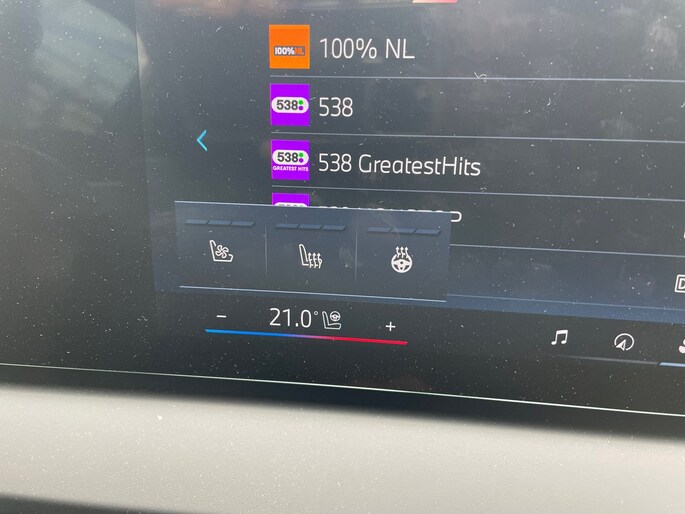 100% NL
100% NL
538
538
538
538 GreatestHits
GREATEST HITS
- 21.0° +